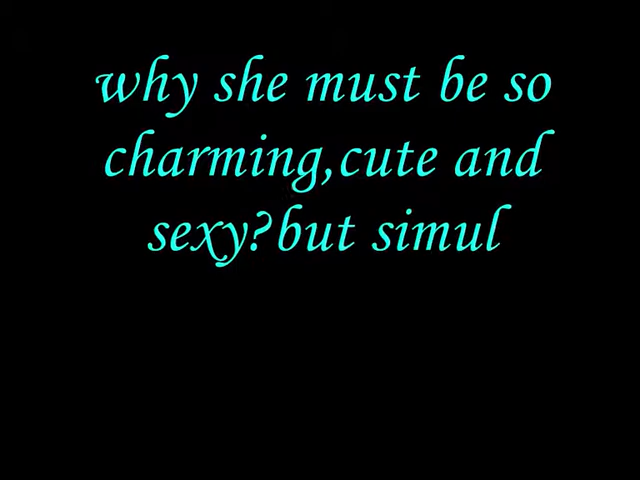 why she must be so
charming,cute and
sexy?but simul